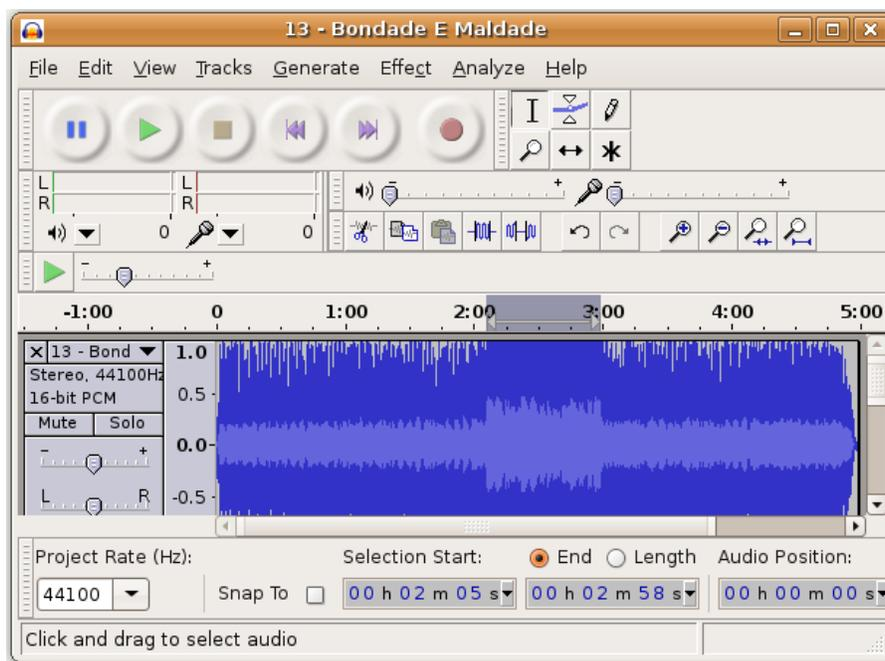 13 - Bondade E Maldade
File Edit View Tracks Generate Effect Analyze Help
L L
R R
- + - +
0 0
- +
-1:00 0 1:00 2:00 3:00 4:00 5:00
13 - Bond
1.0
Stereo, 44100Hz
16-bit PCM
0.5
Mute Solo
- +
0.0
L R
-0.5
Project Rate (Hz): Selection Start: End Length Audio Position:
44100 Snap To 00 h 02 m 05 s 00 h 02 m 58 s 00 h 00 m 00 s
Click and drag to select audio